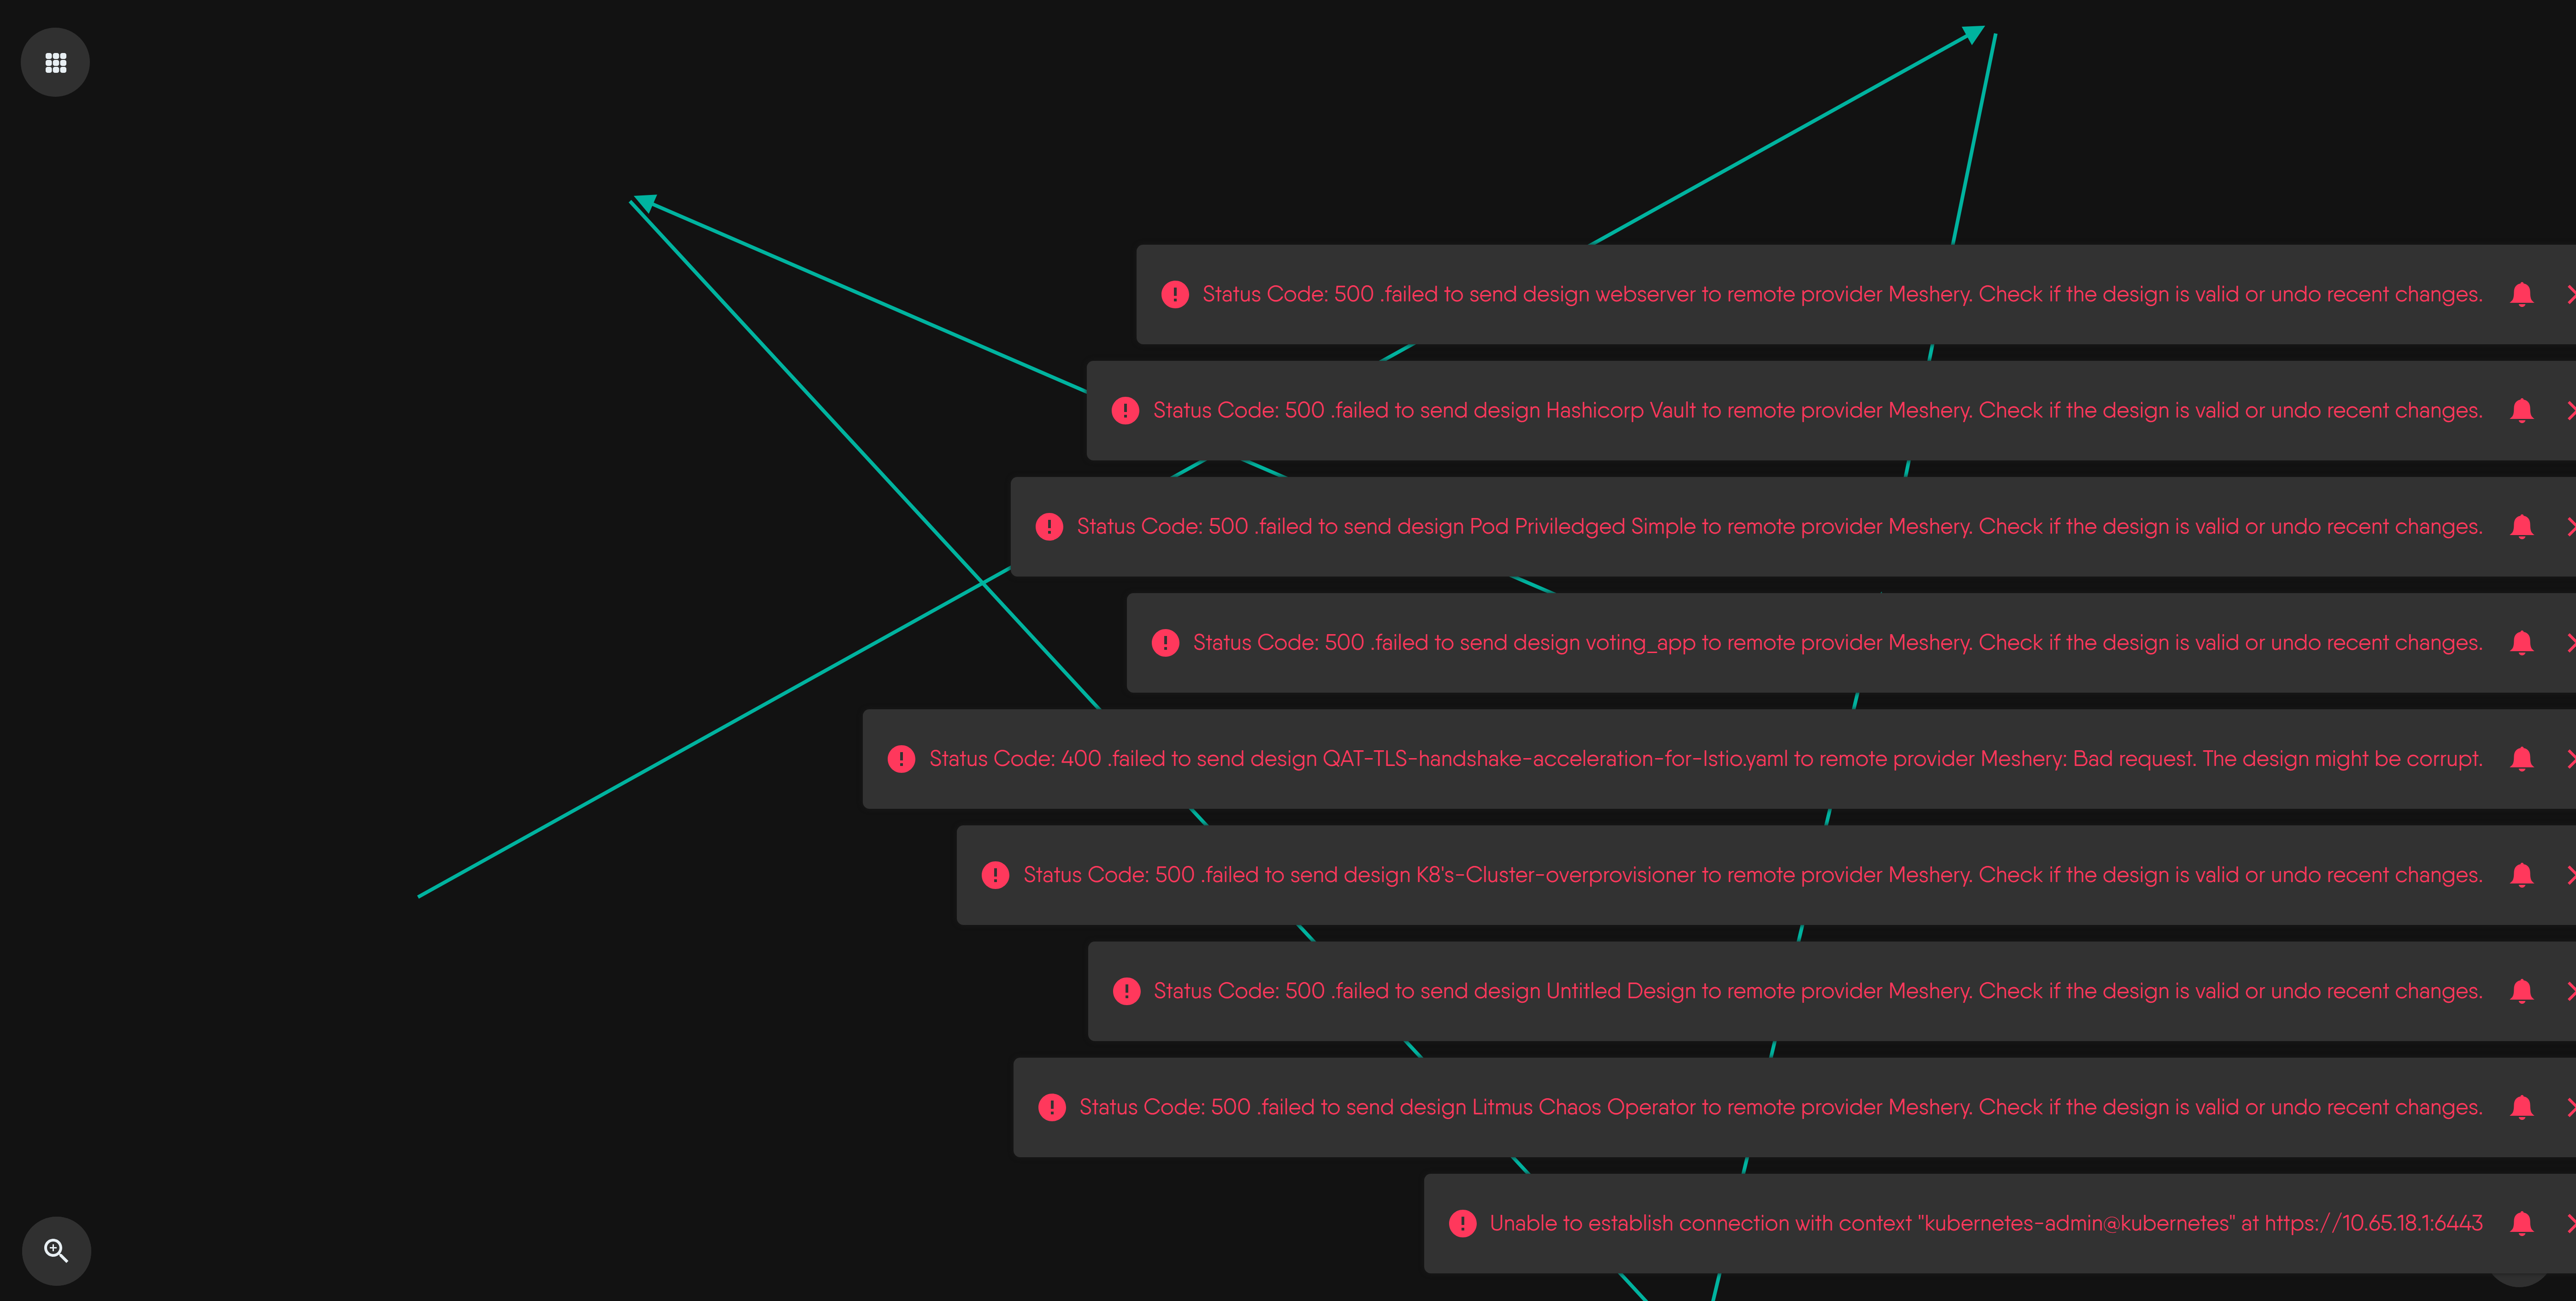 Status Code: 500 .failed to send design webserver to remote provider Meshery. Check if the design is valid or undo recent changes.
Status Code: 500 .failed to send design Hashicorp Vault to remote provider Meshery. Check if the design is valid or undo recent changes.
Status Code: 500 .failed to send design Pod Priviledged Simple to remote provider Meshery. Check if the design is valid or undo recent changes.
Status Code: 500 .failed to send design voting_app to remote provider Meshery. Check if the design is valid or undo recent changes.
Status Code: 400 .failed to send design QAT-TLS-handshake-acceleration-for-Istio.yaml to remote provider Meshery: Bad request. The design might be corrupt.
Status Code: 500 .failed to send design K8's-Cluster-overprovisioner to remote provider Meshery. Check if the design is valid or undo recent changes.
Status Code: 500 .failed to send design Untitled Design to remote provider Meshery. Check if the design is valid or undo recent changes.
Status Code: 500 .failed to send design Litmus Chaos Operator to remote provider Meshery. Check if the design is valid or undo recent changes.
Unable to establish connection with context "kubernetes-admin@kubernetes" at https://10.65.18.1:6443